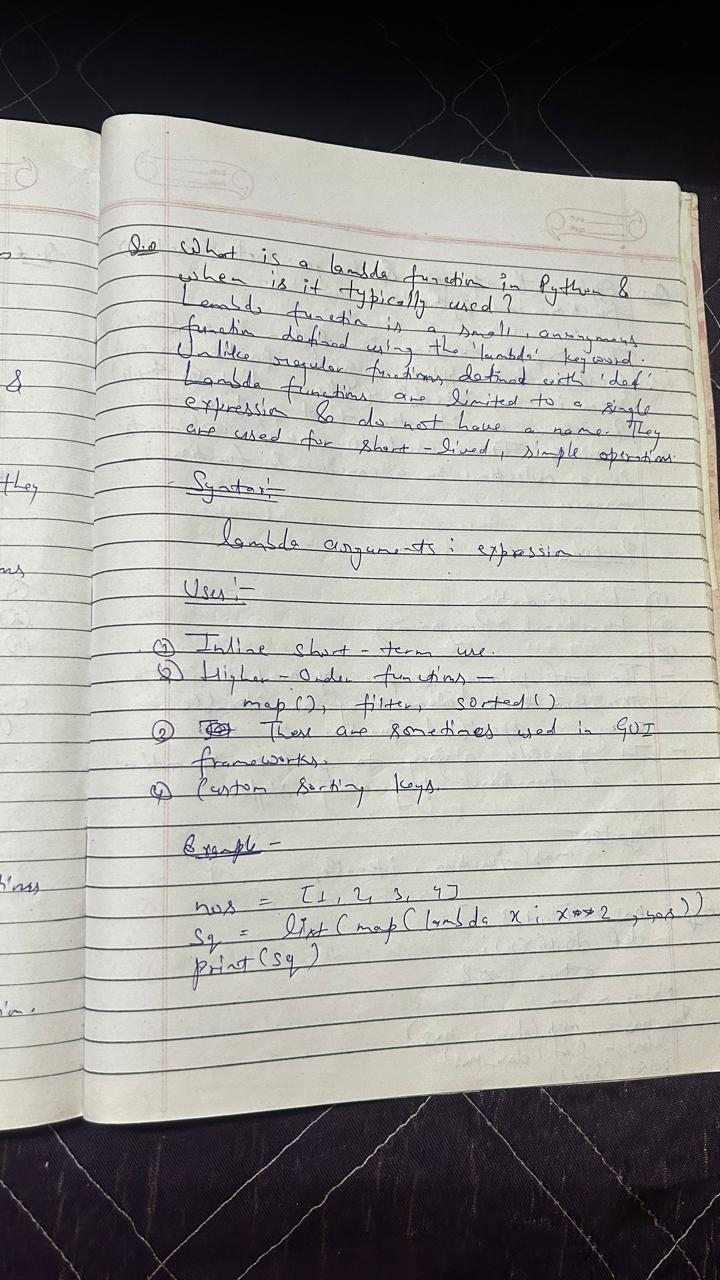 &
they
ns
Q.9 What is a lambda function in Python &
when is it typically used?
Lambda function is a small, anonymous
function defined using the 'lambda' keyword.
Unlike regular functions defined with 'def'
Lambda functions are limited to a single
expression & do not have a name. They
are used for short-lived, simple operations.
Syntax:-
lambda arguments : expression
Uses:-
① Inline short-term use.
② Higher-Order functions -
map(), filter, sorted()
③ These are sometimes used in GUI
frameworks.
④ Custom Sorting Keys.
Example -
nos = [1, 2, 3, 4]
sq = list(map(lambda x : x**2, nos))
print(sq)